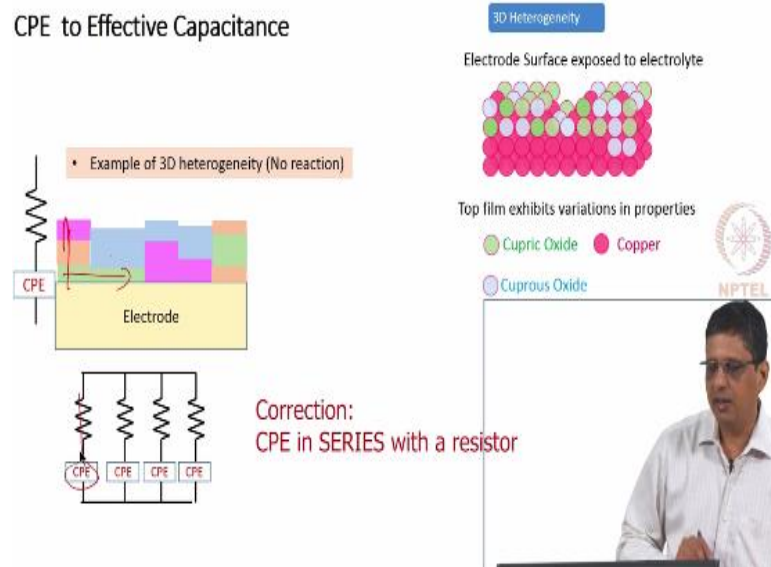 CPE to Effective Capacitance
3D Heterogeneity
Electrode Surface exposed to electrolyte
• Example of 3D heterogeneity (No reaction)
Top film exhibits variations in properties
Cupric Oxide
Copper
Cuprous Oxide
NPTEL
CPE
Electrode
CPE CPE CPE CPE
Correction:
CPE in SERIES with a resistor